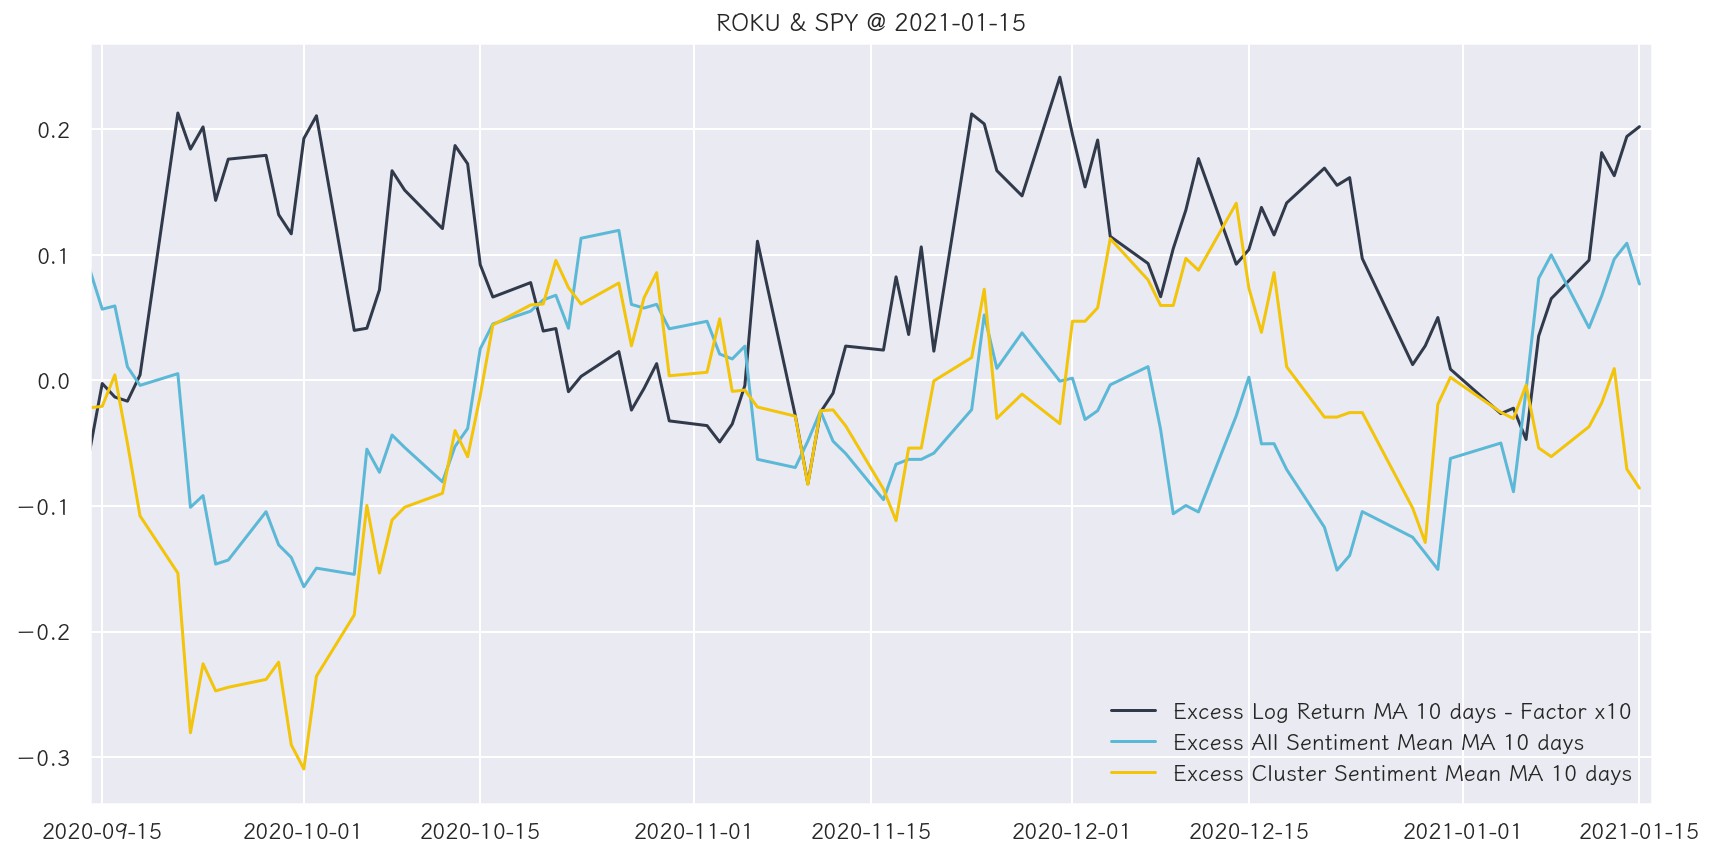 ROKU & SPY @ 2021-01-15
0.2
0.1
0.0
−0.1
−0.2
−0.3
Excess Log Return MA 10 days - Factor x10
Excess All Sentiment Mean MA 10 days
Excess Cluster Sentiment Mean MA 10 days
2020-09-15 2020-10-01 2020-10-15 2020-11-01 2020-11-15 2020-12-01 2020-12-15 2021-01-01 2021-01-15